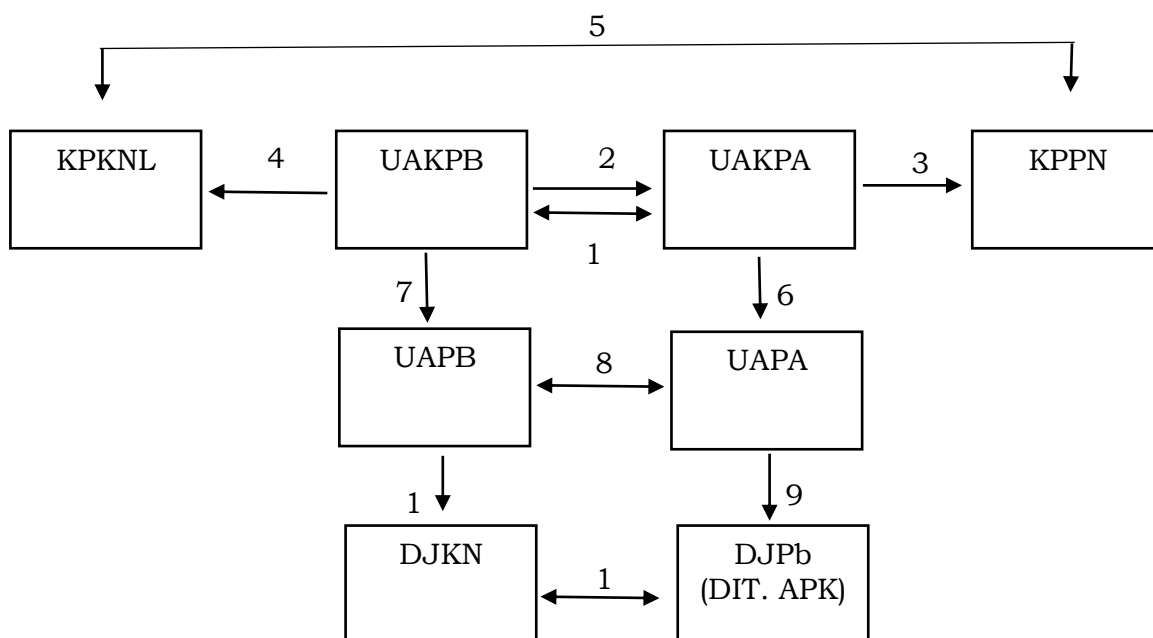 5
KPKNL
4
UAKPB
2
1
UAKPA
3
KPPN
7
6
UAPB
8
UAPA
1
9
DJKN
1
DJPb
(DIT. APK)